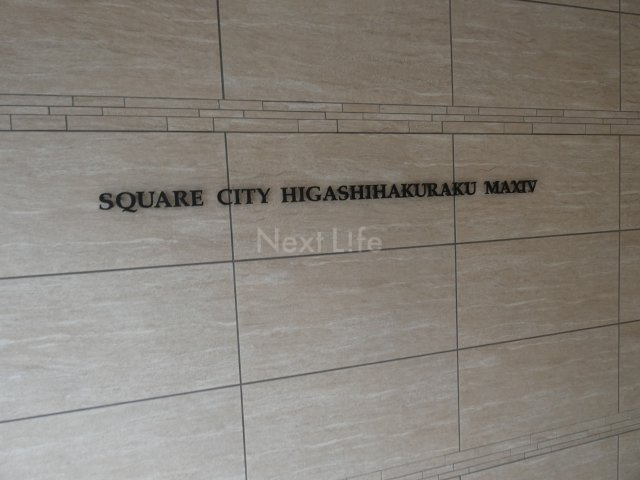 SQUARE CITY HIGASHIHAKURAKU MAXIV
Next Life